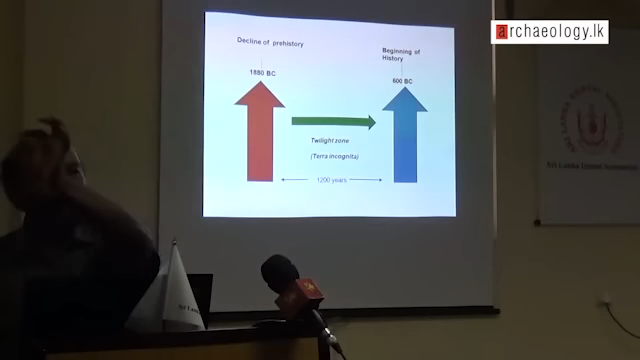 archaeology.lk
Decline of prehistory
1880 BC
Beginning of
History
600 BC
Twilight zone
(Terra incognita)
1200 years